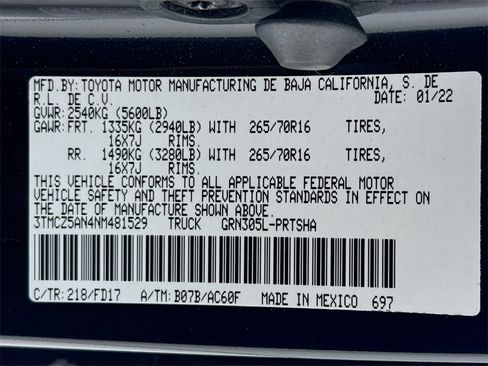 MFD.BY: TOYOTA MOTOR MANUFACTURING DE BAJA CALIFORNIA, S. DE
R.L. DE C.V. DATE: 01/22
GVWR: 2540KG (5600LB)
GAWR: FRT. 1335KG (2940LB) WITH 265/70R16 TIRES,
16X7J RIMS.
RR. 1490KG (3280LB) WITH 265/70R16 TIRES,
16X7J RIMS.
THIS VEHICLE CONFORMS TO ALL APPLICABLE FEDERAL MOTOR
VEHICLE SAFETY AND THEFT PREVENTION STANDARDS IN EFFECT ON
THE DATE OF MANUFACTURE SHOWN ABOVE.
3TMCZ5AN4NM481529 TRUCK GRN305L-PRTSHA
C/TR: 218/FD17 A/TM: B07B/AC60F MADE IN MEXICO 697